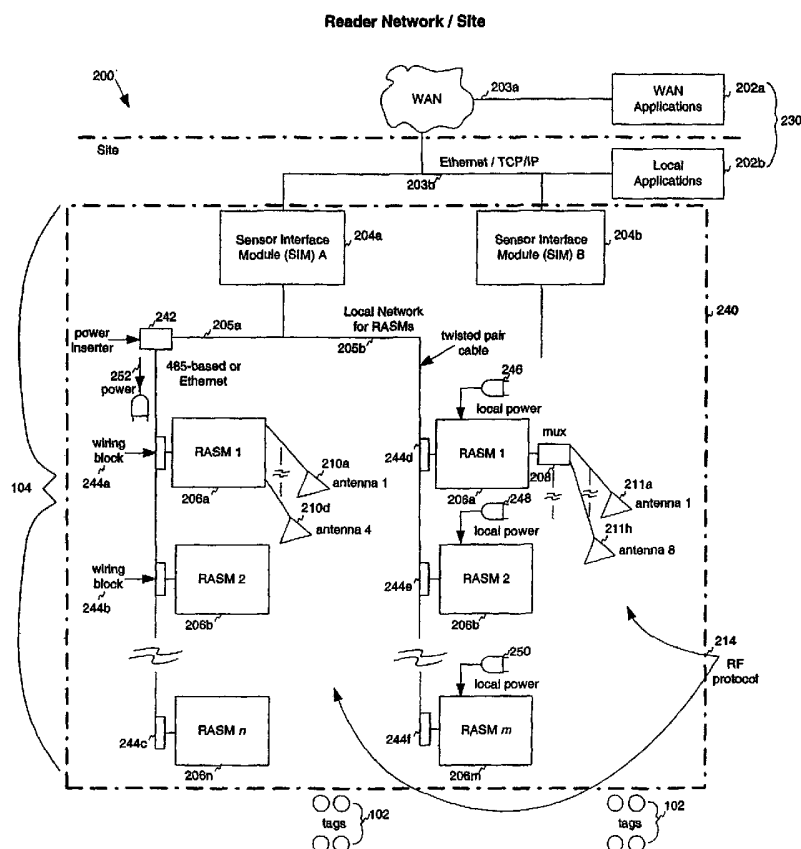 Reader Network / Site
200
WAN
203a
WAN
Applications
202a
230
Site
Ethernet / TCP/IP
203b
Local
Applications
202b
Sensor Interface
Module (SIM) A
204a
Sensor Interface
Module (SIM) B
204b
240
242
power
inserter
205a
Local Network
for RASMs
205b
twisted pair
cable
252
power
485-based or
Ethernet
246
local power
mux
wiring
block
244a
RASM 1
206a
210a
antenna 1
210d
antenna 4
244d
RASM 1
206a
208
211a
antenna 1
211h
antenna 8
248
local power
104
wiring
block
244b
RASM 2
206b
244e
RASM 2
206b
214
RF
protocol
250
local power
244c
RASM n
206n
244f
RASM m
206m
tags
102
tags
102